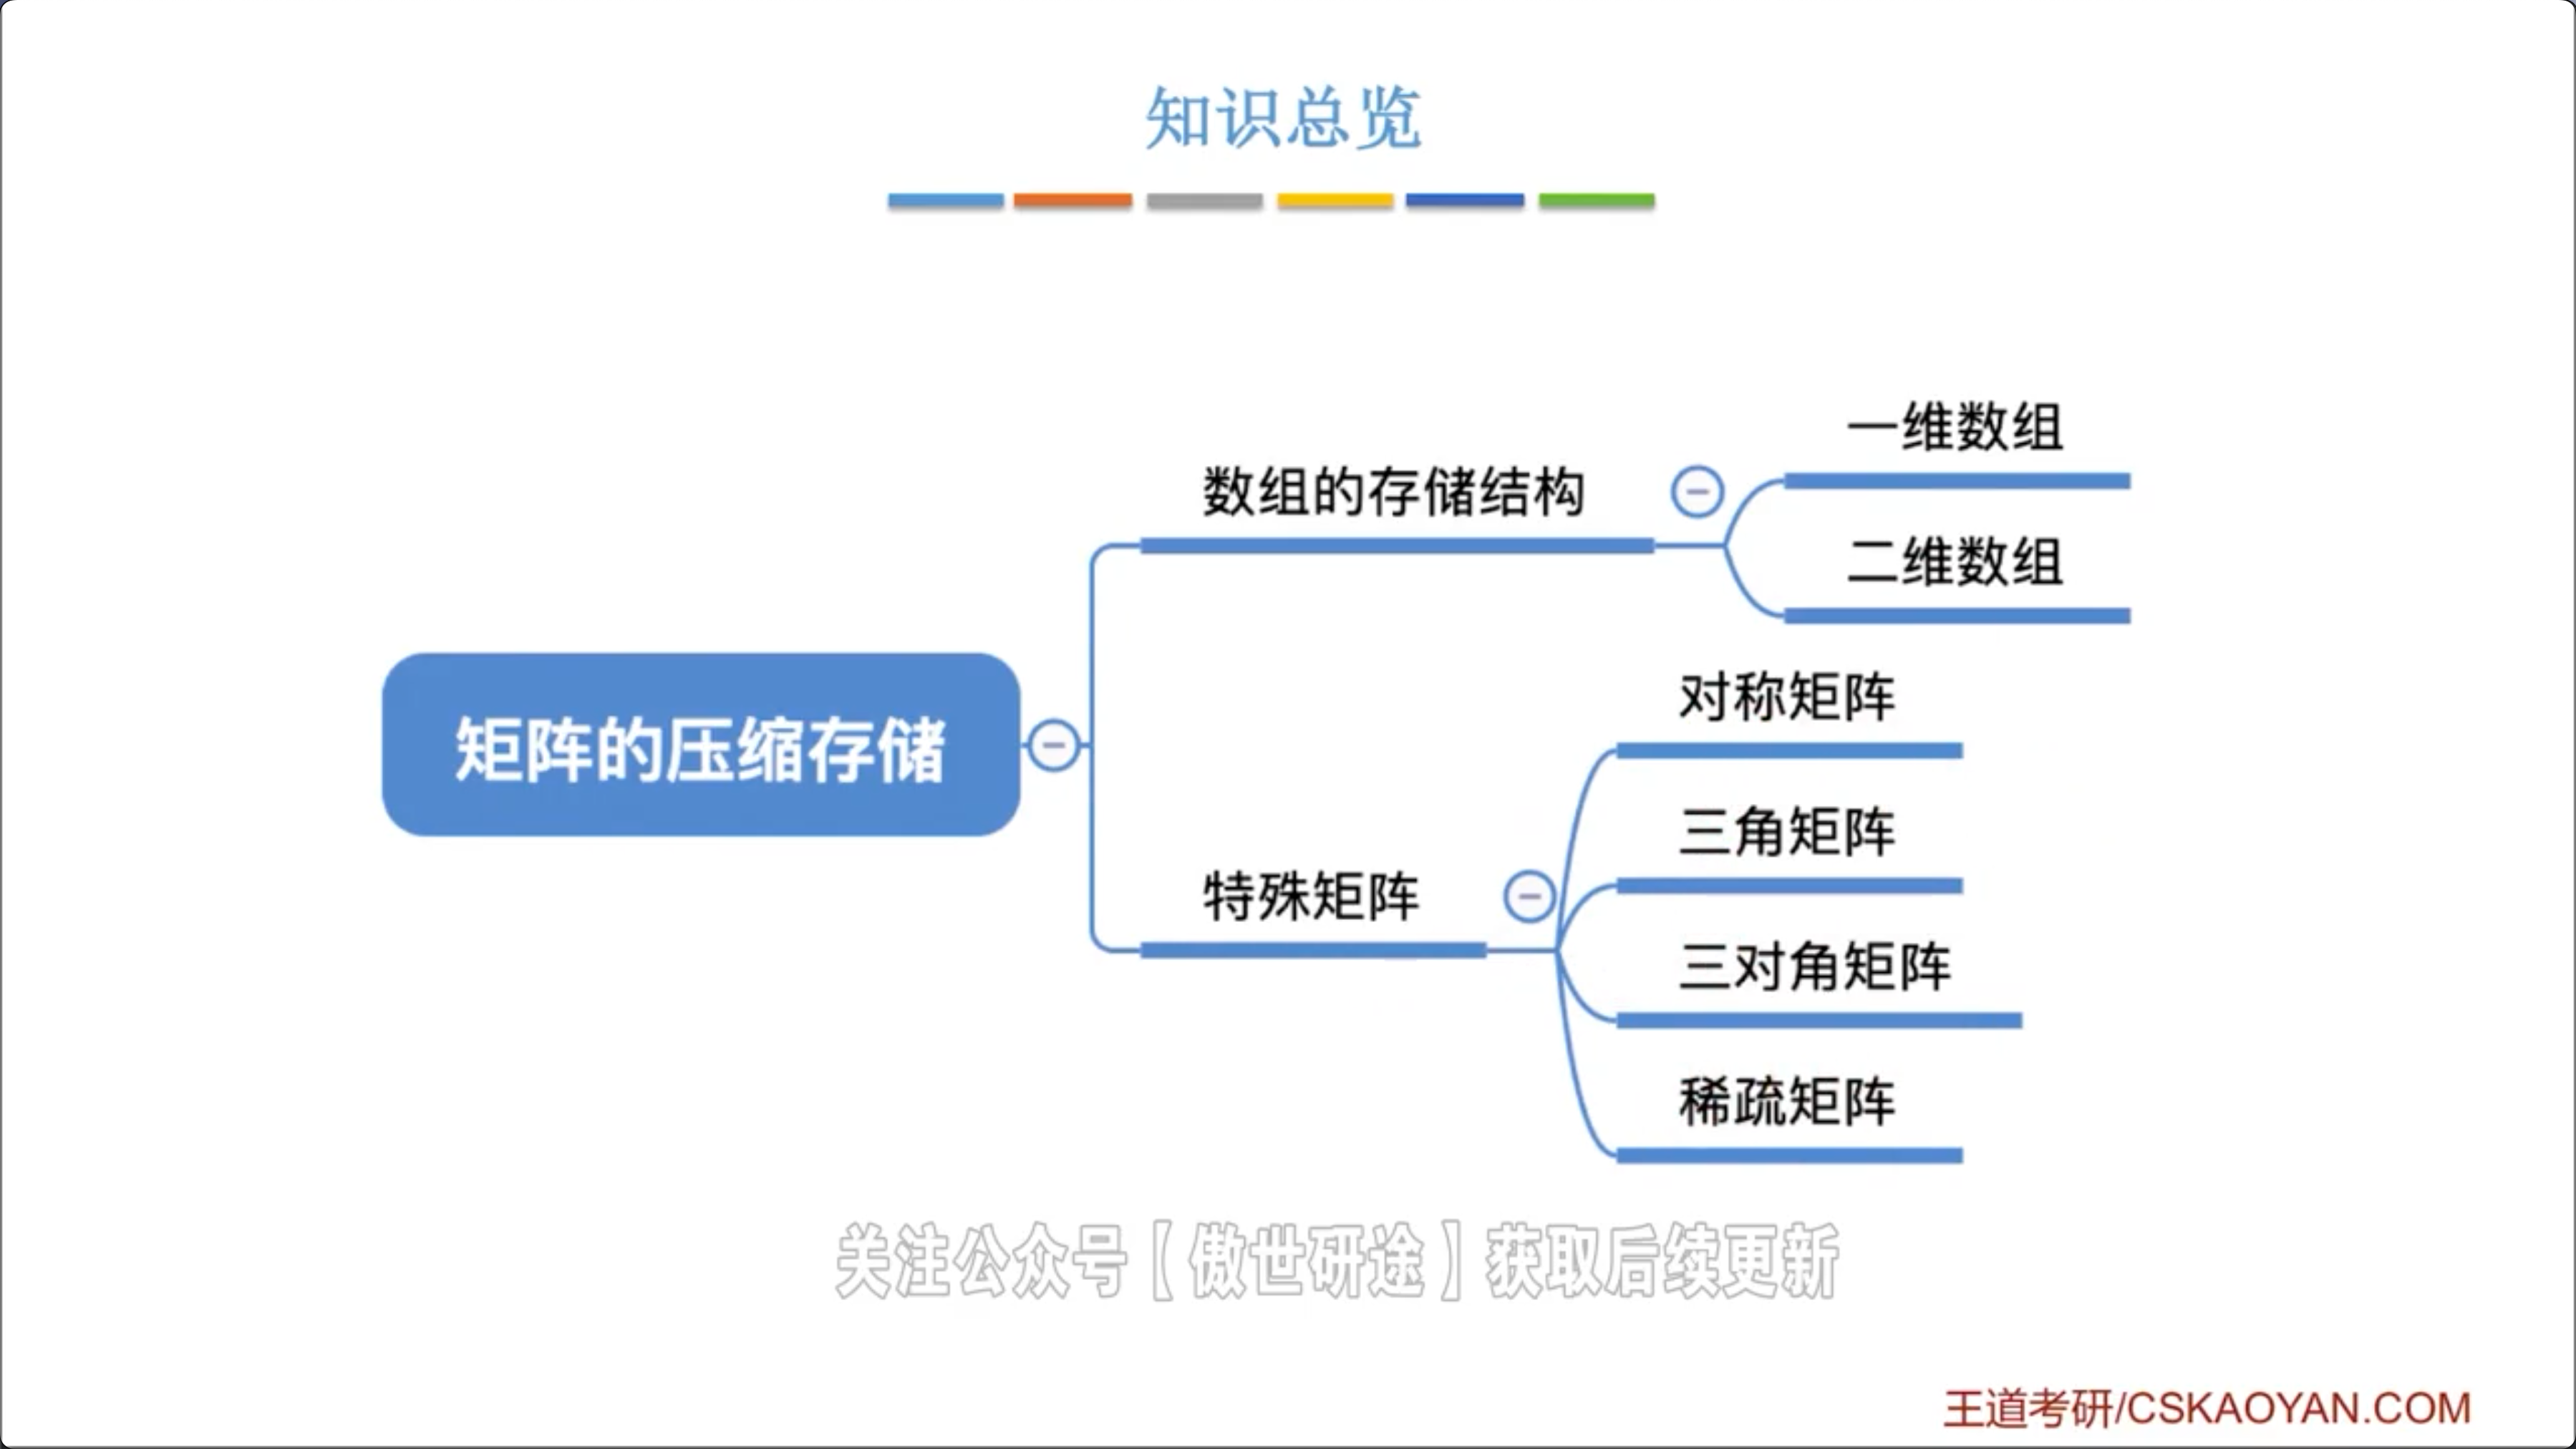 知识总览
矩阵的压缩存储
数组的存储结构
一维数组
二维数组
特殊矩阵
对称矩阵
三角矩阵
三对角矩阵
稀疏矩阵
关注公众号【傲世研途】获取后续更新
王道考研/CSKAOYAN.COM